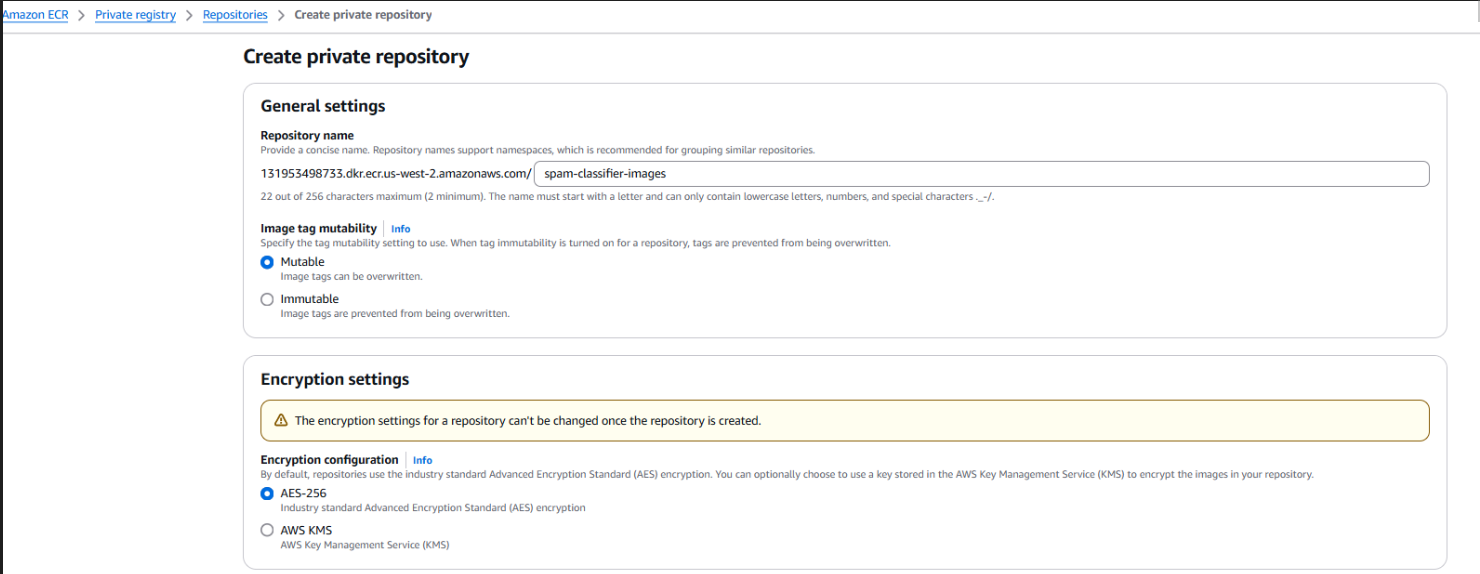 Amazon ECR > Private registry > Repositories > Create private repository
Create private repository
General settings
Repository name
Provide a concise name. Repository names support namespaces, which is recommended for grouping similar repositories.
131953498733.dkr.ecr.us-west-2.amazonaws.com/ spam-classifier-images
22 out of 256 characters maximum (2 minimum). The name must start with a letter and can only contain lowercase letters, numbers, and special characters ._-/.
Image tag mutability Info
Specify the tag mutability setting to use. When tag immutability is turned on for a repository, tags are prevented from being overwritten.
Mutable
Image tags can be overwritten.
Immutable
Image tags are prevented from being overwritten.
Encryption settings
The encryption settings for a repository can't be changed once the repository is created.
Encryption configuration Info
By default, repositories use the industry standard Advanced Encryption Standard (AES) encryption. You can optionally choose to use a key stored in the AWS Key Management Service (KMS) to encrypt the images in your repository.
AES-256
Industry standard Advanced Encryption Standard (AES) encryption
AWS KMS
AWS Key Management Service (KMS)